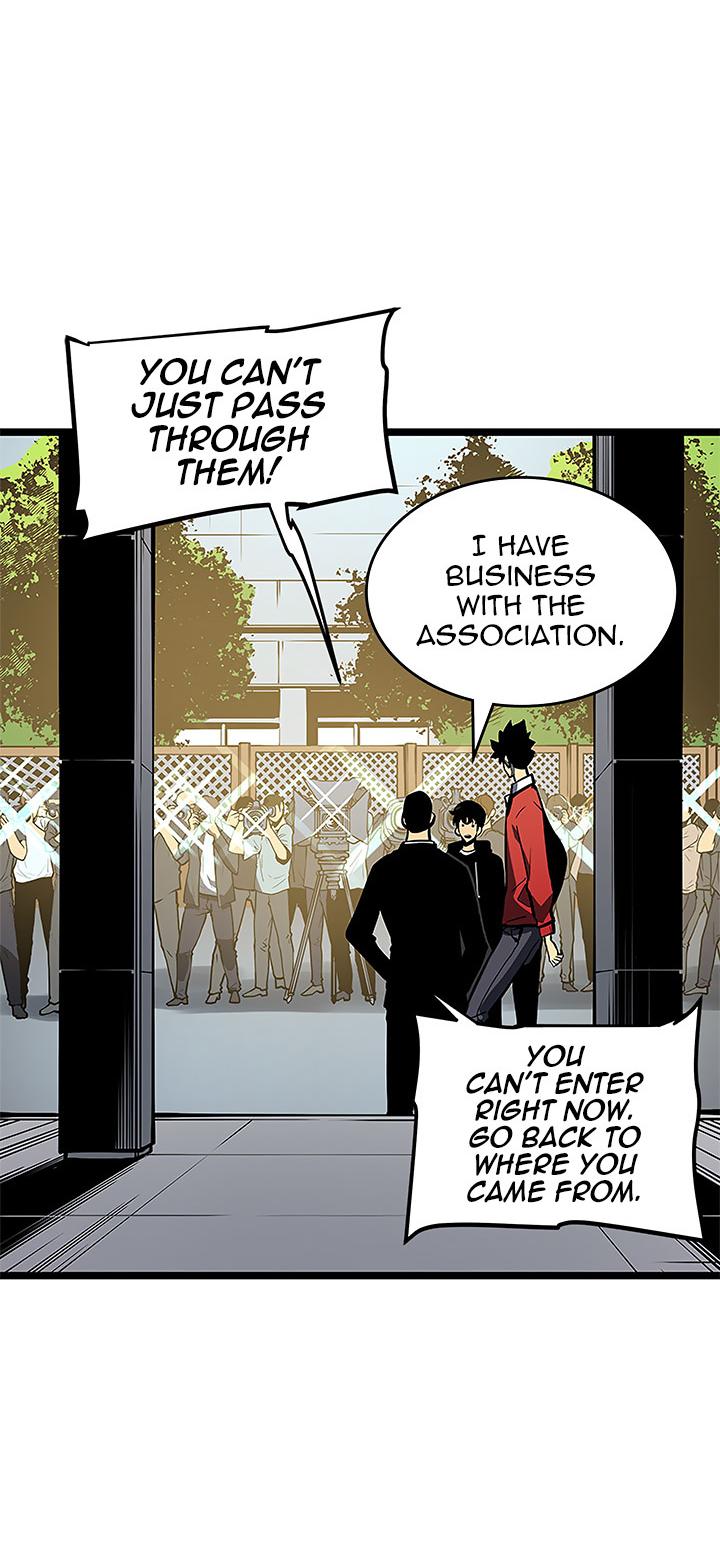 YOU CAN'T
JUST PASS
THROUGH
THEM!
I HAVE
BUSINESS
WITH THE
ASSOCIATION.
YOU
CAN'T ENTER
RIGHT NOW.
GO BACK TO
WHERE YOU
CAME FROM.